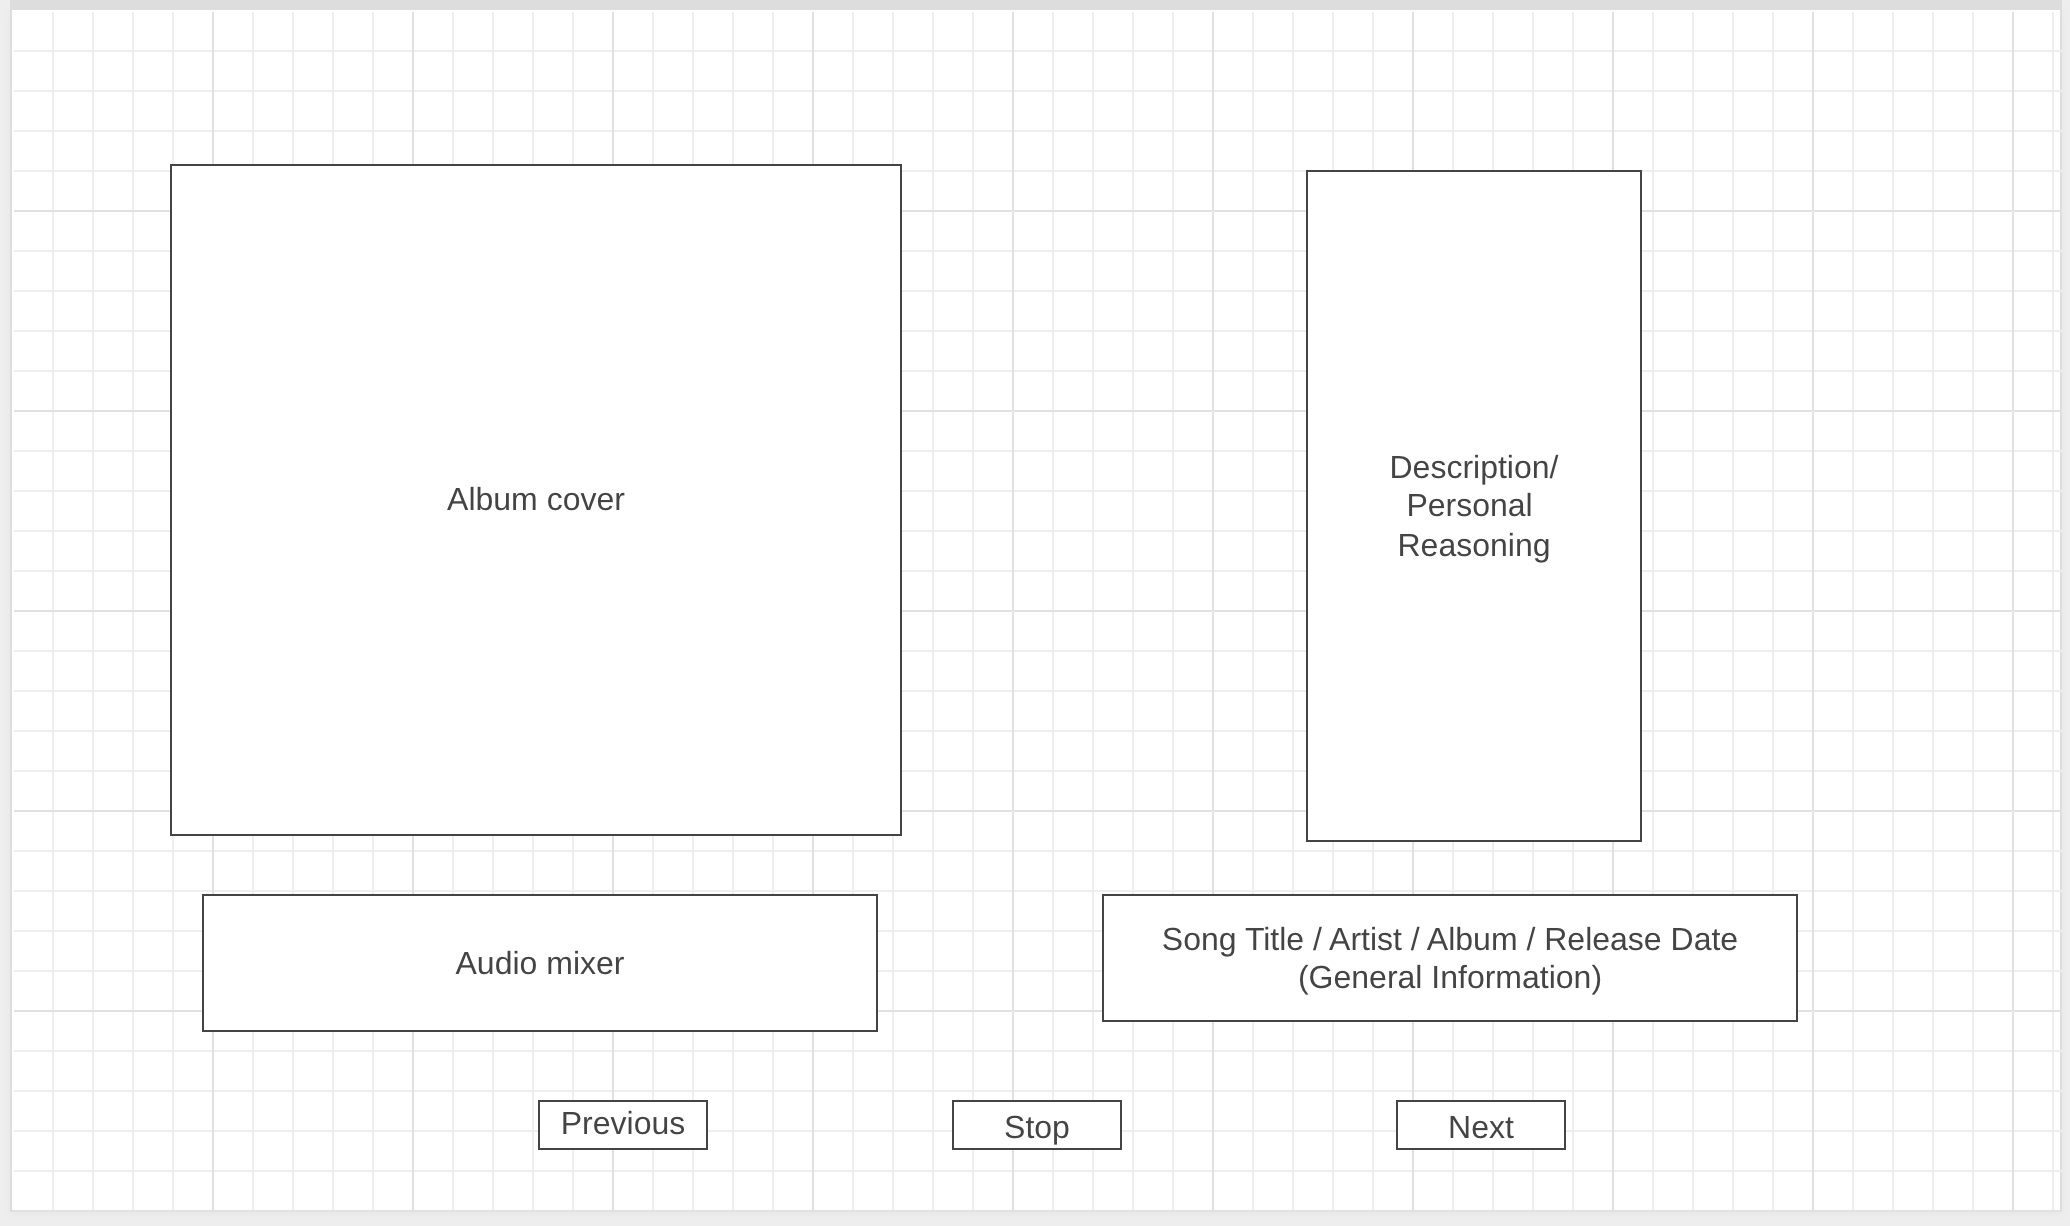 Album cover
Description/
Personal
Reasoning
Audio mixer
Song Title / Artist / Album / Release Date
(General Information)
Previous
Stop
Next